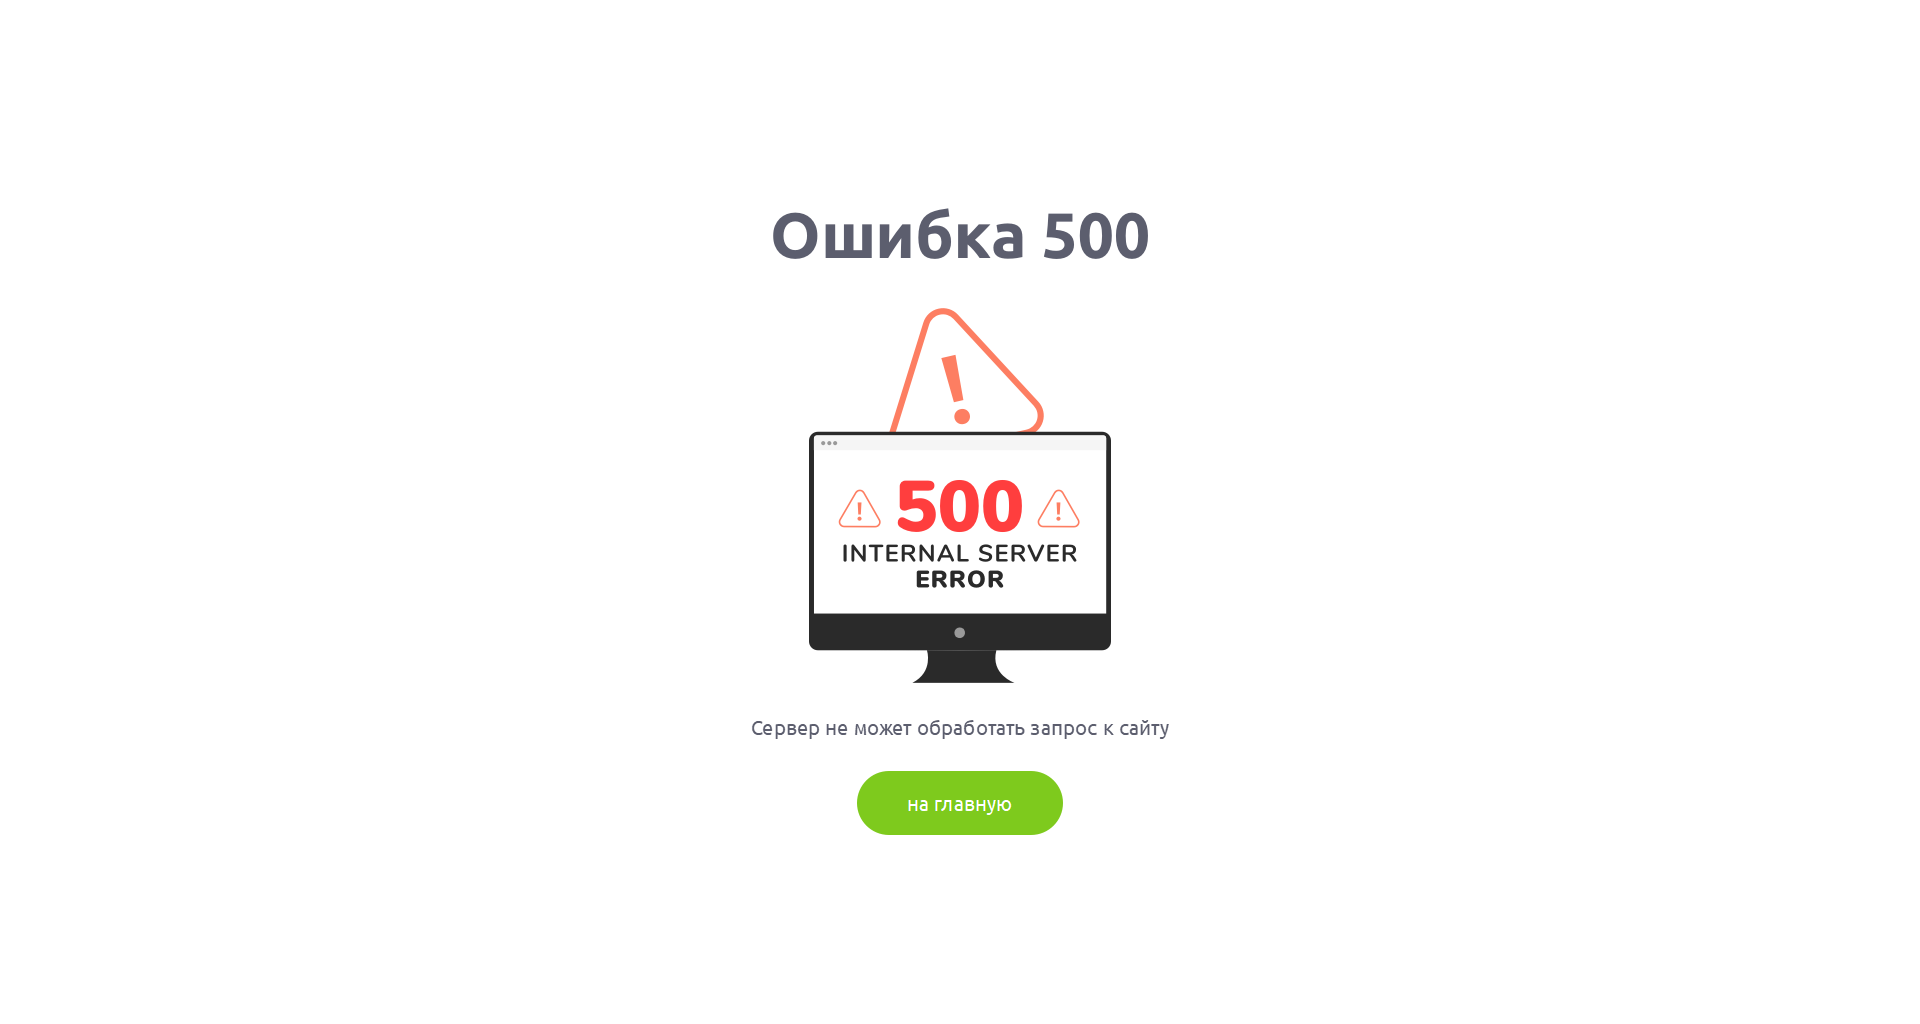 Ошибка 500
500
INTERNAL SERVER
ERROR
Сервер не может обработать запрос к сайту
на главную